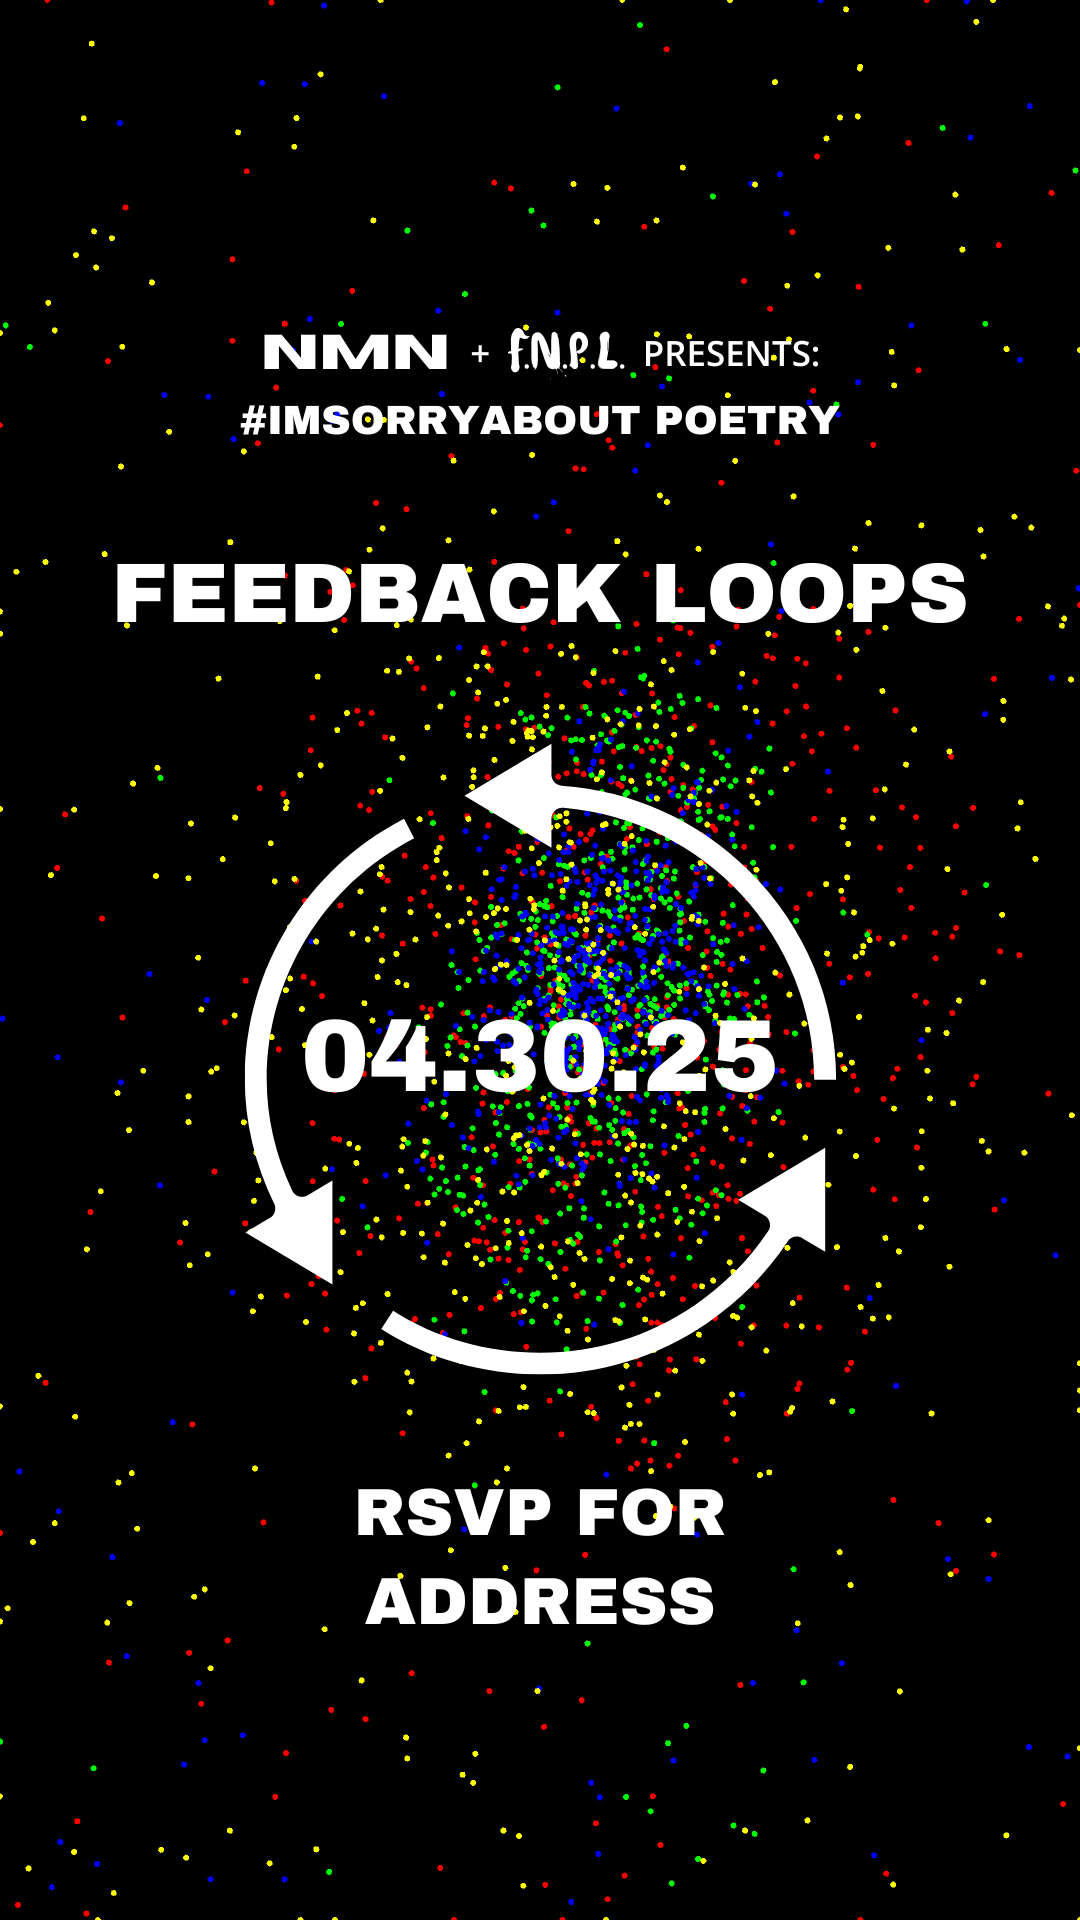 NMN + F.N.P.L. PRESENTS:
#IMSORRYABOUT POETRY
FEEDBACK LOOPS
04.30.25
RSVP FOR
ADDRESS